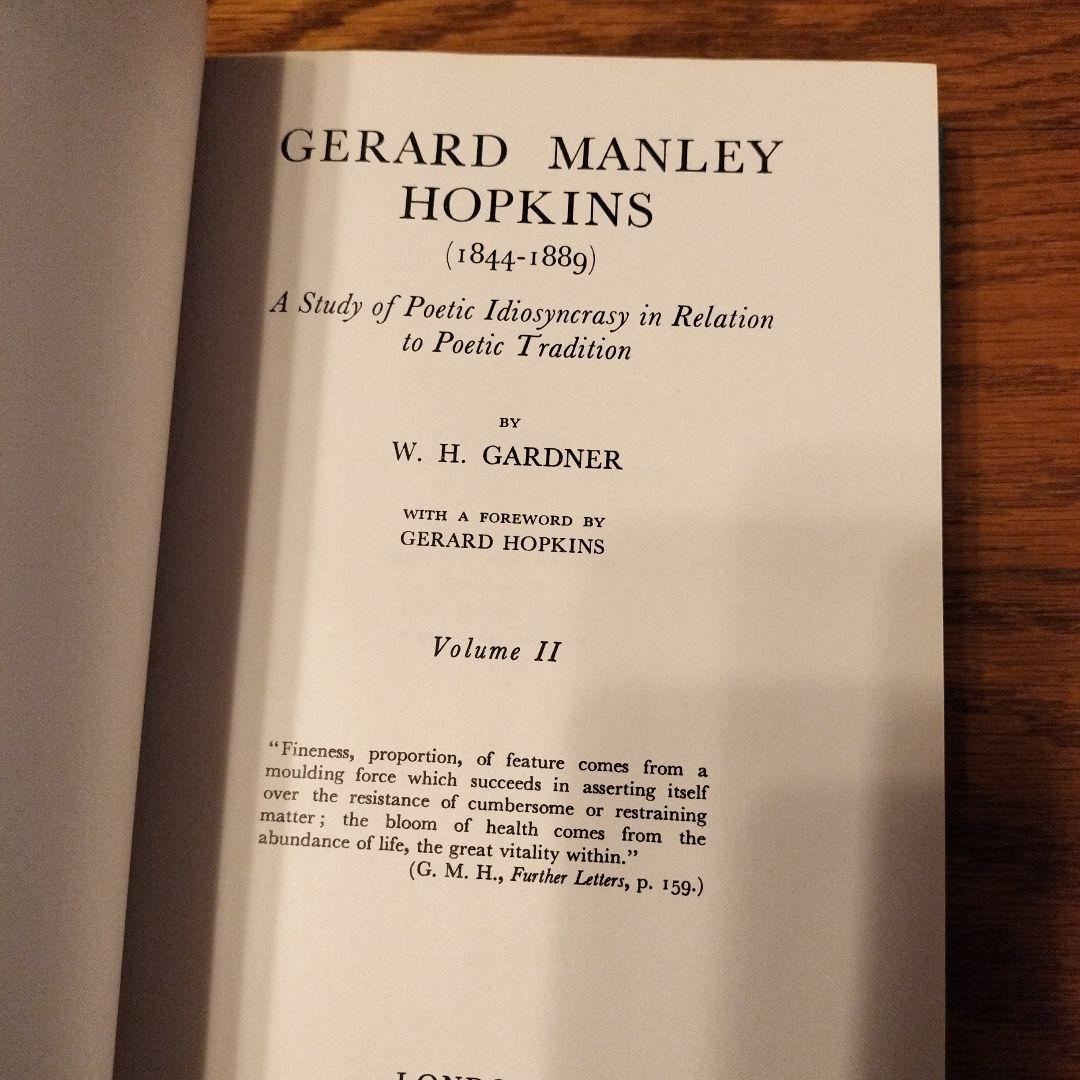 GERARD MANLEY
HOPKINS
(1844-1889)
A Study of Poetic Idiosyncrasy in Relation
to Poetic Tradition
BY
W. H. GARDNER
WITH A FOREWORD BY
GERARD HOPKINS
Volume II
“Fineness, proportion, of feature comes from a
moulding force which succeeds in asserting itself
over the resistance of cumbersome or restraining
matter; the bloom of health comes from the
abundance of life, the great vitality within.”
(G. M. H., Further Letters, p. 159.)